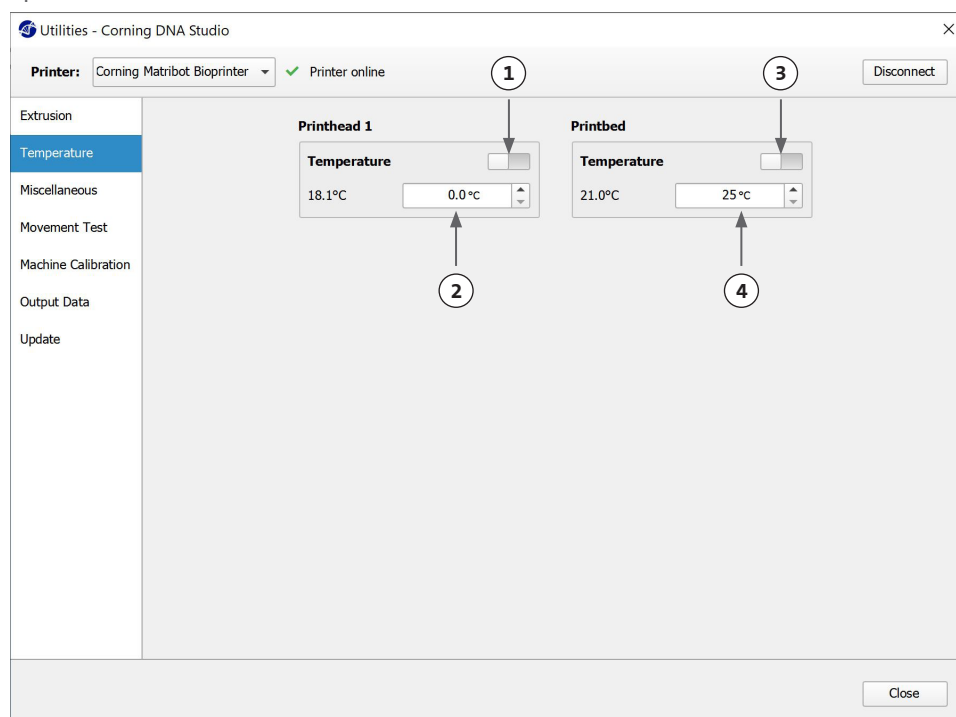 Utilities - Corning DNA Studio
Printer: Corning Matribot Bioprinter Printer online 1 3 Disconnect
Extrusion
Temperature
Miscellaneous
Movement Test
Machine Calibration
Output Data
Update
Printhead 1
Temperature
18.1°C 0.0 °C
2
Printbed
Temperature
21.0°C 25 °C
4
Close